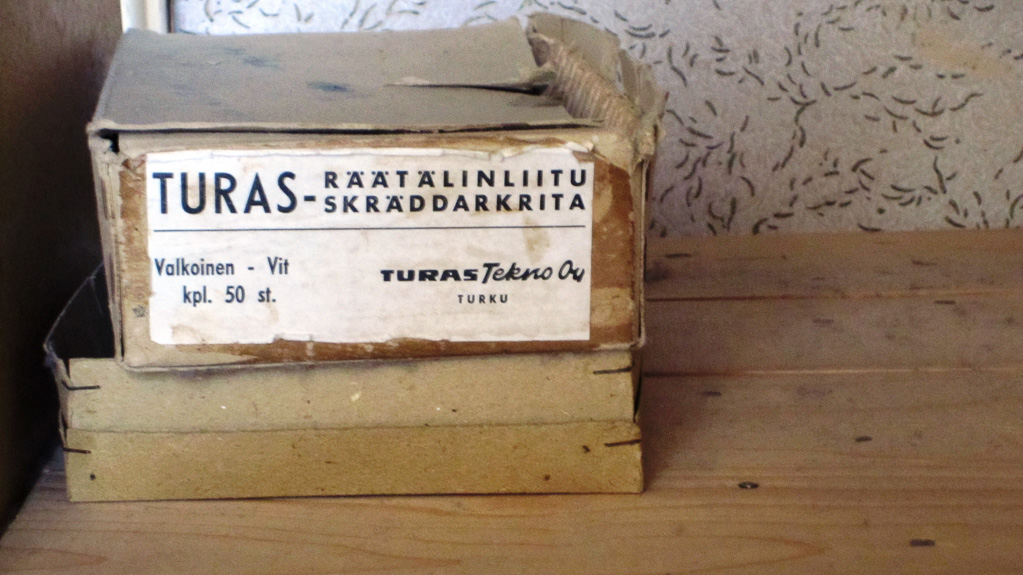 TURAS-RÄÄTÄLINLIITU
SKRÄDDARKRITA
Valkoinen - Vit
kpl. 50 st.
TURAS Tekno Oy
TURKU